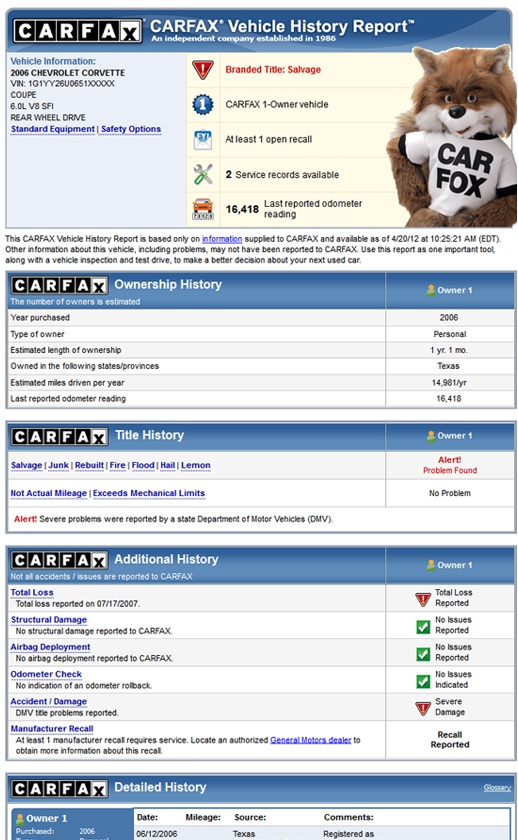 CARFAX CARFAX® Vehicle History Report™
An independent company established in 1986
Vehicle Information:
2006 CHEVROLET CORVETTE
VIN: 1G1YY26U0651XXXXX
COUPE
6.0L V8 SFI
REAR WHEEL DRIVE
Standard Equipment | Safety Options
Branded Title: Salvage
1 CARFAX 1-Owner vehicle
FYI At least 1 open recall
2 Service records available
16,418 Last reported odometer
reading
CAR
FOX
This CARFAX Vehicle History Report is based only on information supplied to CARFAX and available as of 4/20/12 at 10:25:21 AM (EDT).
Other information about this vehicle, including problems, may not have been reported to CARFAX. Use this report as one important tool,
along with a vehicle inspection and test drive, to make a better decision about your next used car.
CARFAX Ownership History
The number of owners is estimated
Owner 1
Year purchased 2006
Type of owner Personal
Estimated length of ownership 1 yr. 1 mo.
Owned in the following states/provinces Texas
Estimated miles driven per year 14,981/yr
Last reported odometer reading 16,418
CARFAX Title History
Owner 1
Salvage | Junk | Rebuilt | Fire | Flood | Hail | Lemon
Alert!
Problem Found
Not Actual Mileage | Exceeds Mechanical Limits No Problem
Alert! Severe problems were reported by a state Department of Motor Vehicles (DMV).
CARFAX Additional History
Not all accidents / issues are reported to CARFAX
Owner 1
Total Loss
Total loss reported on 07/17/2007.
Total Loss
Reported
Structural Damage
No structural damage reported to CARFAX.
No Issues
Reported
Airbag Deployment
No airbag deployment reported to CARFAX.
No Issues
Reported
Odometer Check
No indication of an odometer rollback.
No Issues
Indicated
Accident / Damage
DMV title problems reported.
Severe
Damage
Manufacturer Recall
At least 1 manufacturer recall requires service. Locate an authorized General Motors dealer to
obtain more information about this recall.
Recall
Reported
CARFAX Detailed History
Glossary
Owner 1
Purchased: 2006
Date: Mileage: Source: Comments:
06/12/2006 Texas Registered as